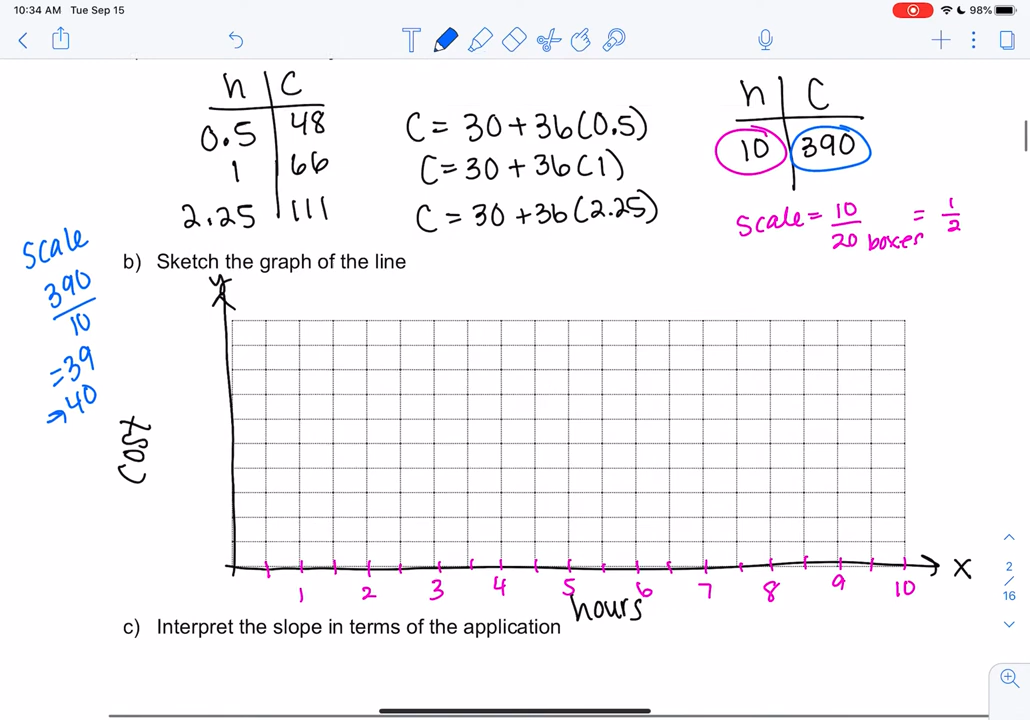 10:34 AM Tue Sep 15
98%
T
h C
0.5 48
1 66
2.25 111
C = 30 + 36(0.5)
C = 30 + 36(1)
C = 30 + 36(2.25)
h C
10 390
Scale = 10/20 boxes = 1/2
Scale
390/10
= 39
→ 40
b) Sketch the graph of the line
y
Cost
x
1 2 3 4 5 6 7 8 9 10
hours
c) Interpret the slope in terms of the application
2
/
16